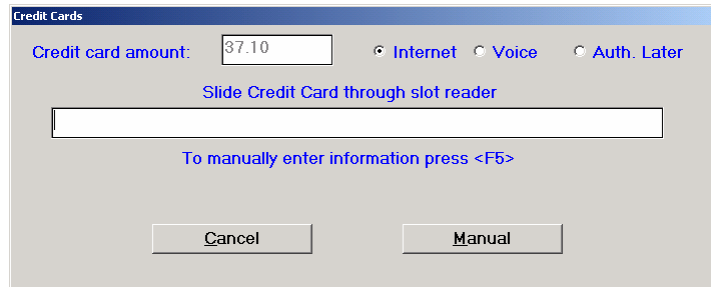 Credit Cards
Credit card amount: 37.10 Internet Voice Auth. Later
Slide Credit Card through slot reader
To manually enter information press <F5>
Cancel Manual